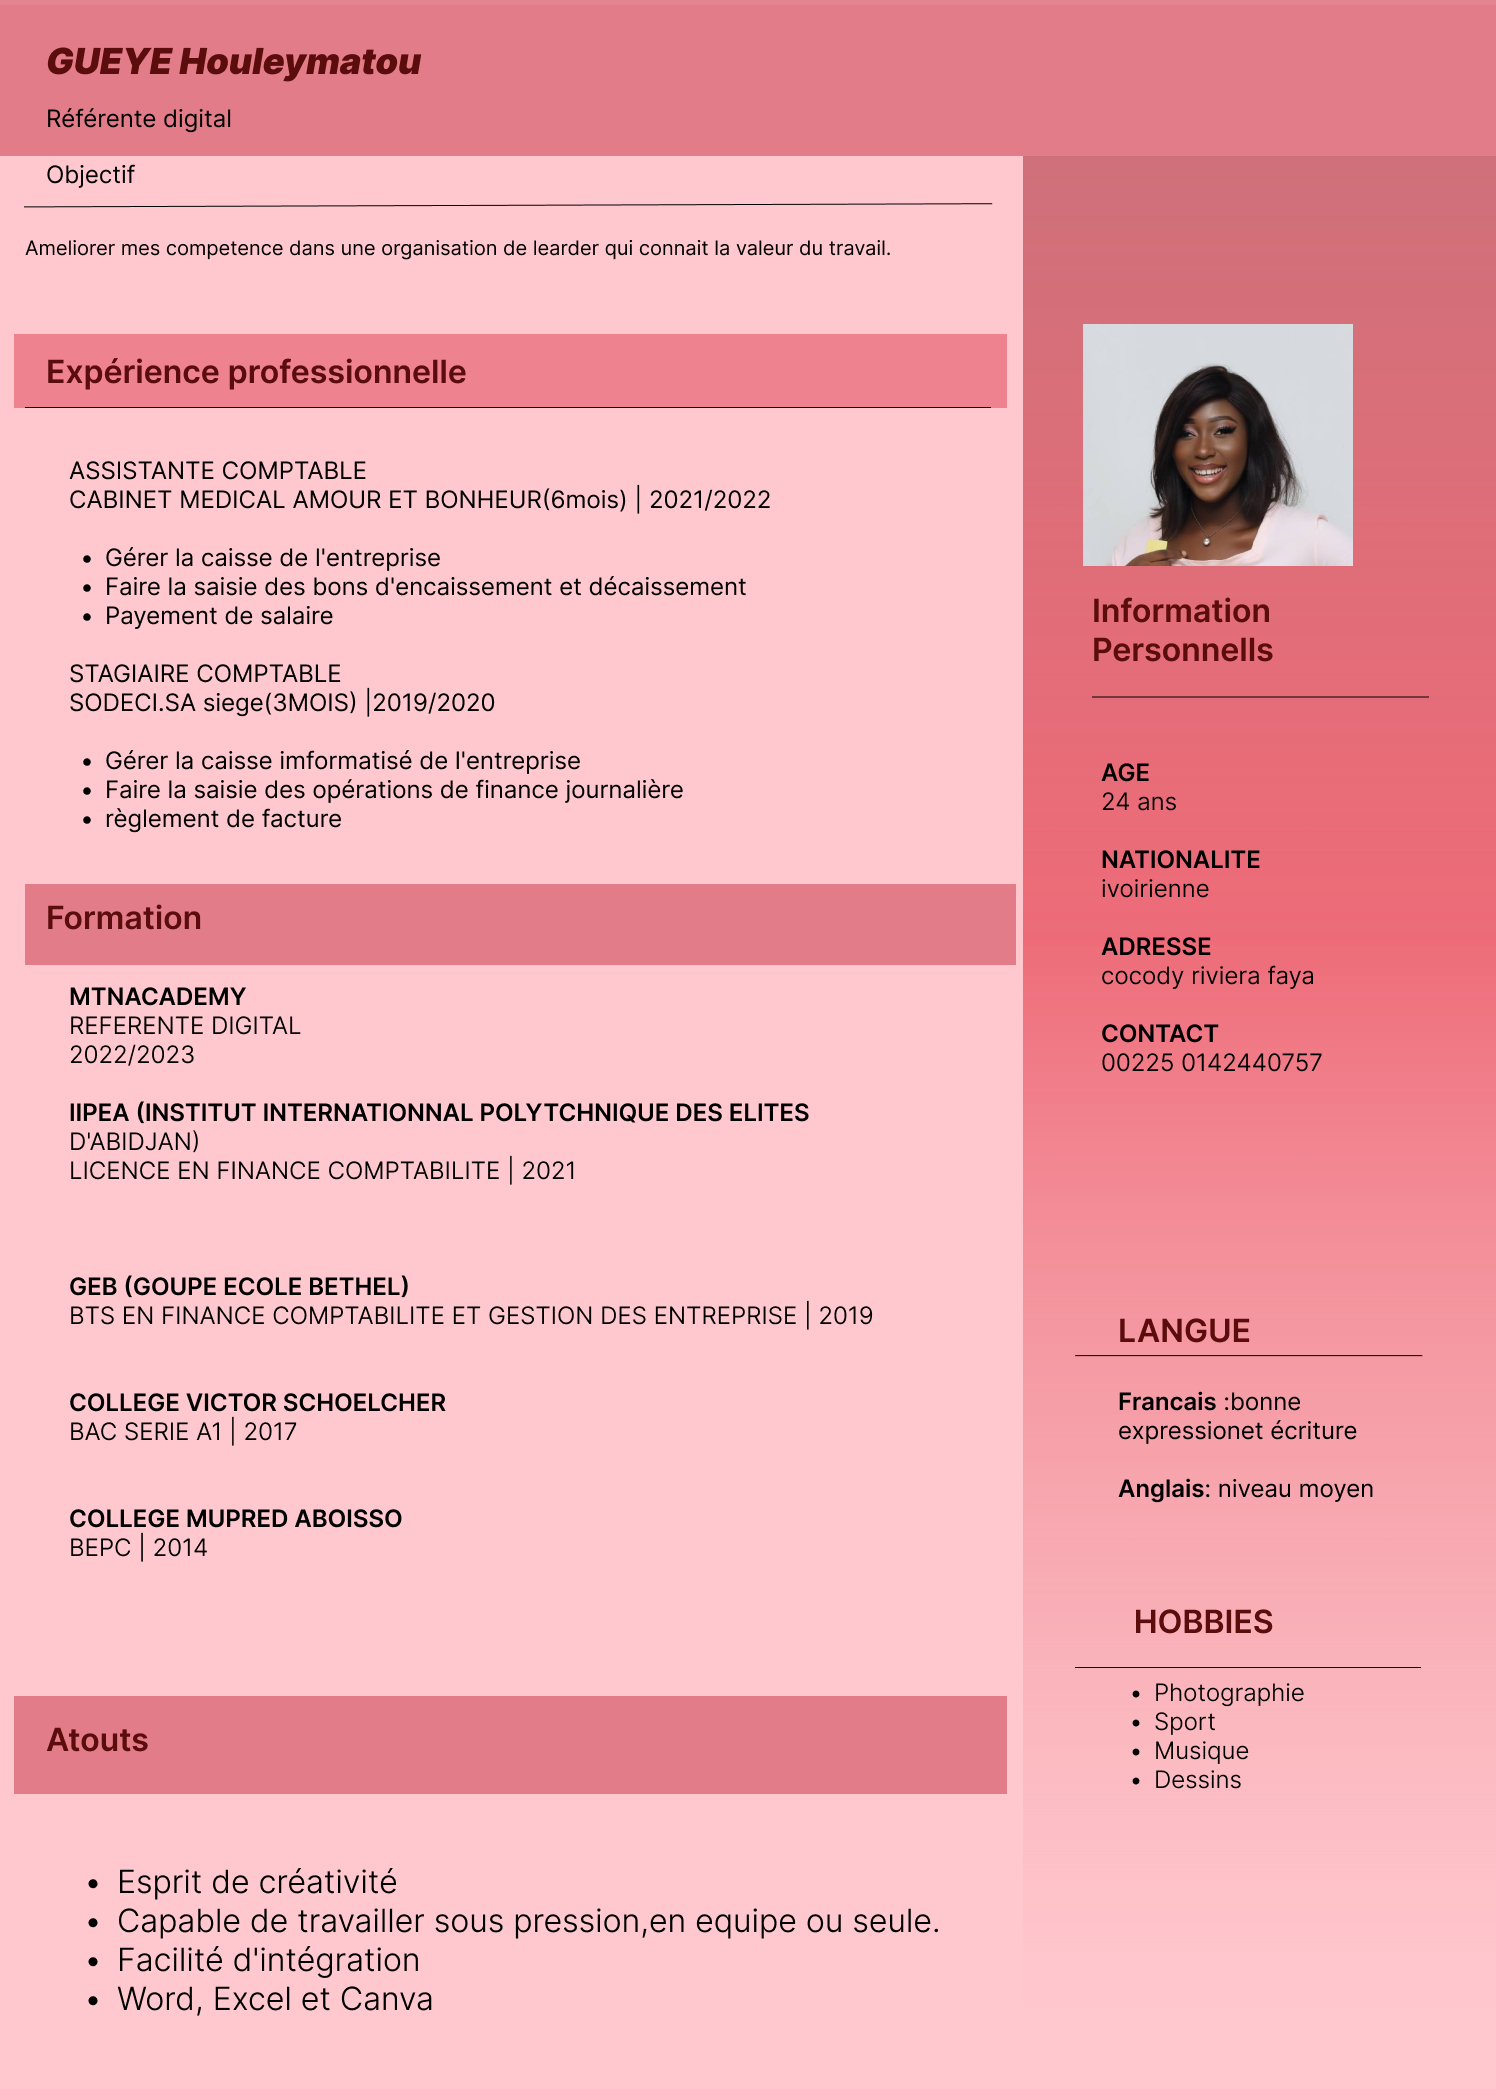 GUEYE Houleymatou
Référente digital
Objectif
Ameliorer mes competence dans une organisation de learder qui connait la valeur du travail.
Expérience professionnelle
ASSISTANTE COMPTABLE
CABINET MEDICAL AMOUR ET BONHEUR(6mois) | 2021/2022
• Gérer la caisse de l'entreprise
• Faire la saisie des bons d'encaissement et décaissement
• Payement de salaire
STAGIAIRE COMPTABLE
SODECI.SA siege(3MOIS) |2019/2020
• Gérer la caisse imformatisé de l'entreprise
• Faire la saisie des opérations de finance journalière
• règlement de facture
Formation
MTNACADEMY
REFERENTE DIGITAL
2022/2023
IIPEA (INSTITUT INTERNATIONNAL POLYTCHNIQUE DES ELITES
D'ABIDJAN)
LICENCE EN FINANCE COMPTABILITE | 2021
GEB (GOUPE ECOLE BETHEL)
BTS EN FINANCE COMPTABILITE ET GESTION DES ENTREPRISE | 2019
COLLEGE VICTOR SCHOELCHER
BAC SERIE A1 | 2017
COLLEGE MUPRED ABOISSO
BEPC | 2014
Atouts
• Esprit de créativité
• Capable de travailler sous pression,en equipe ou seule.
• Facilité d'intégration
• Word, Excel et Canva
Information
Personnells
AGE
24 ans
NATIONALITE
ivoirienne
ADRESSE
cocody riviera faya
CONTACT
00225 0142440757
LANGUE
Francais :bonne
expressionet écriture
Anglais: niveau moyen
HOBBIES
• Photographie
• Sport
• Musique
• Dessins